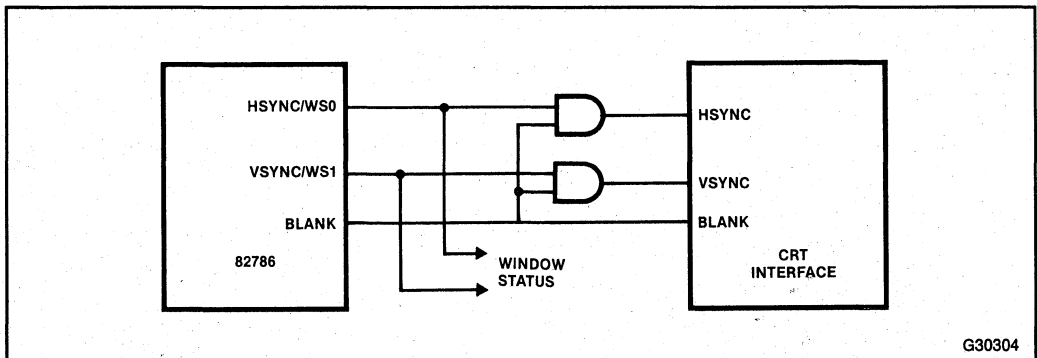 HSYNC/WS0
VSYNC/WS1
BLANK
82786
WINDOW
STATUS
HSYNC
VSYNC
BLANK
CRT
INTERFACE
G30304